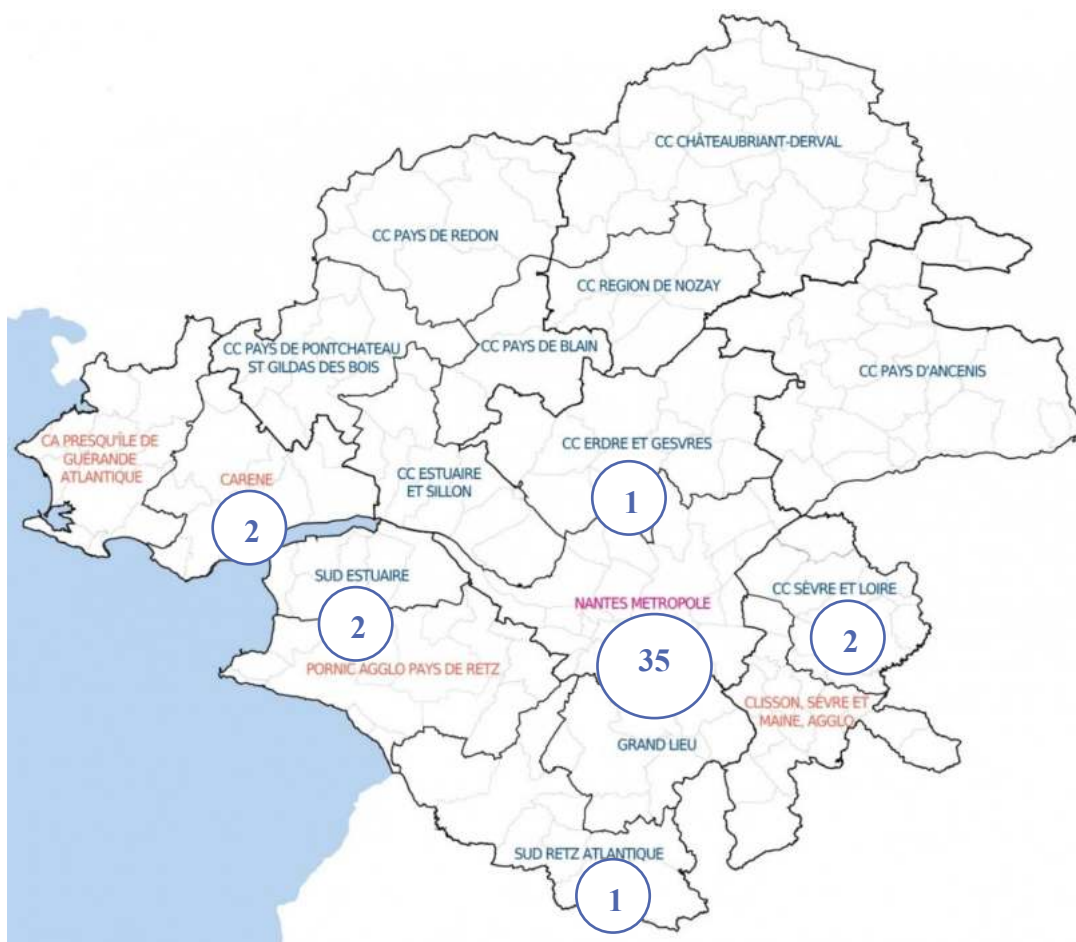 CC CHÂTEAUBRIANT-DERVAL
CC PAYS DE REDON
CC REGION DE NOZAY
CC PAYS DE PONTCHATEAU
ST GILDAS DES BOIS
CC PAYS DE BLAIN
CC PAYS D'ANCENIS
CA PRESQU'ÎLE DE
GUÉRANDE
ATLANTIQUE
CARENE
2
CC ESTUAIRE
ET SILLON
CC ERDRE ET GESVRES
1
SUD ESTUAIRE
2
NANTES METROPOLE
35
CC SÈVRE ET LOIRE
2
PORNIC AGGLO PAYS DE RETZ
CLISSON, SÈVRE ET
MAINE, AGGLO
GRAND LIEU
SUD RETZ ATLANTIQUE
1